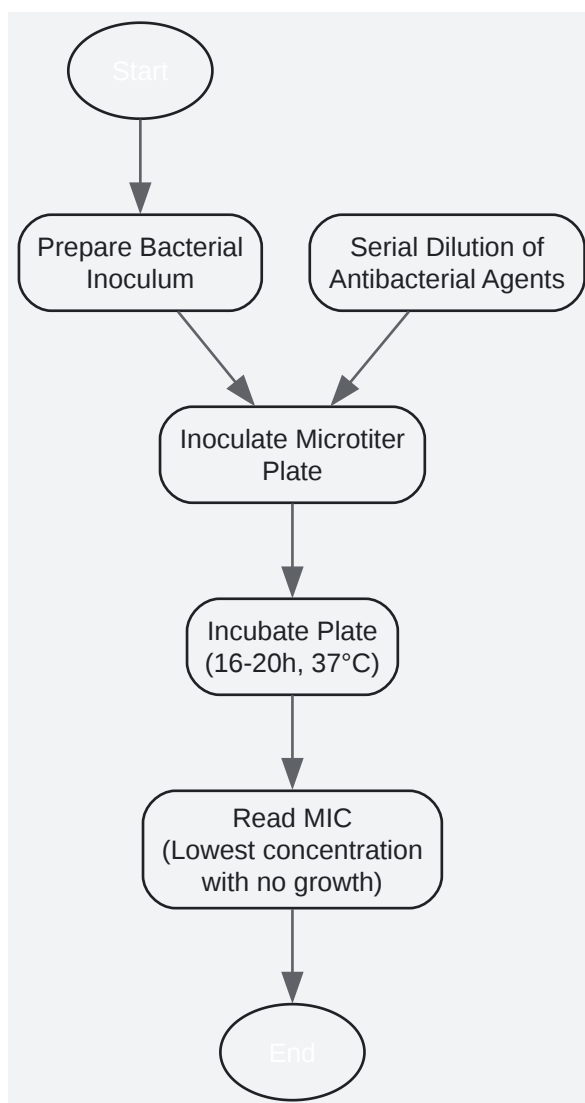 Start
Prepare Bacterial
Inoculum
Serial Dilution of
Antibacterial Agents
Inoculate Microtiter
Plate
Incubate Plate
(16-20h, 37°C)
Read MIC
(Lowest concentration
with no growth)
End